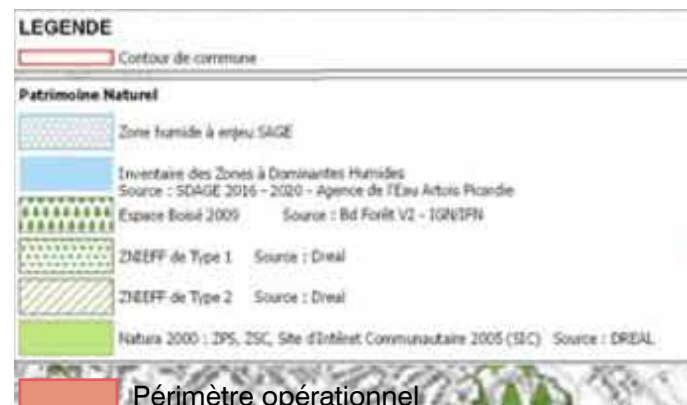 LEGENDE
Contour de commune
Patrimoine Naturel
Zone humide à enjeu SAGE
Inventaire des Zones à Dominantes Humides
Source : SDAGE 2016 - 2020 - Agence de l'Eau Artois Picardie
Espace Boisé 2009 Source : Bd Forêt V2 - IGN/IFN
ZNIEFF de Type 1 Source : Dreal
ZNIEFF de Type 2 Source : Dreal
Natura 2000 : ZPS, ZSC, Site d'Intéret Communautaire 2005 (SIC) Source : DREAL
Périmètre opérationnel